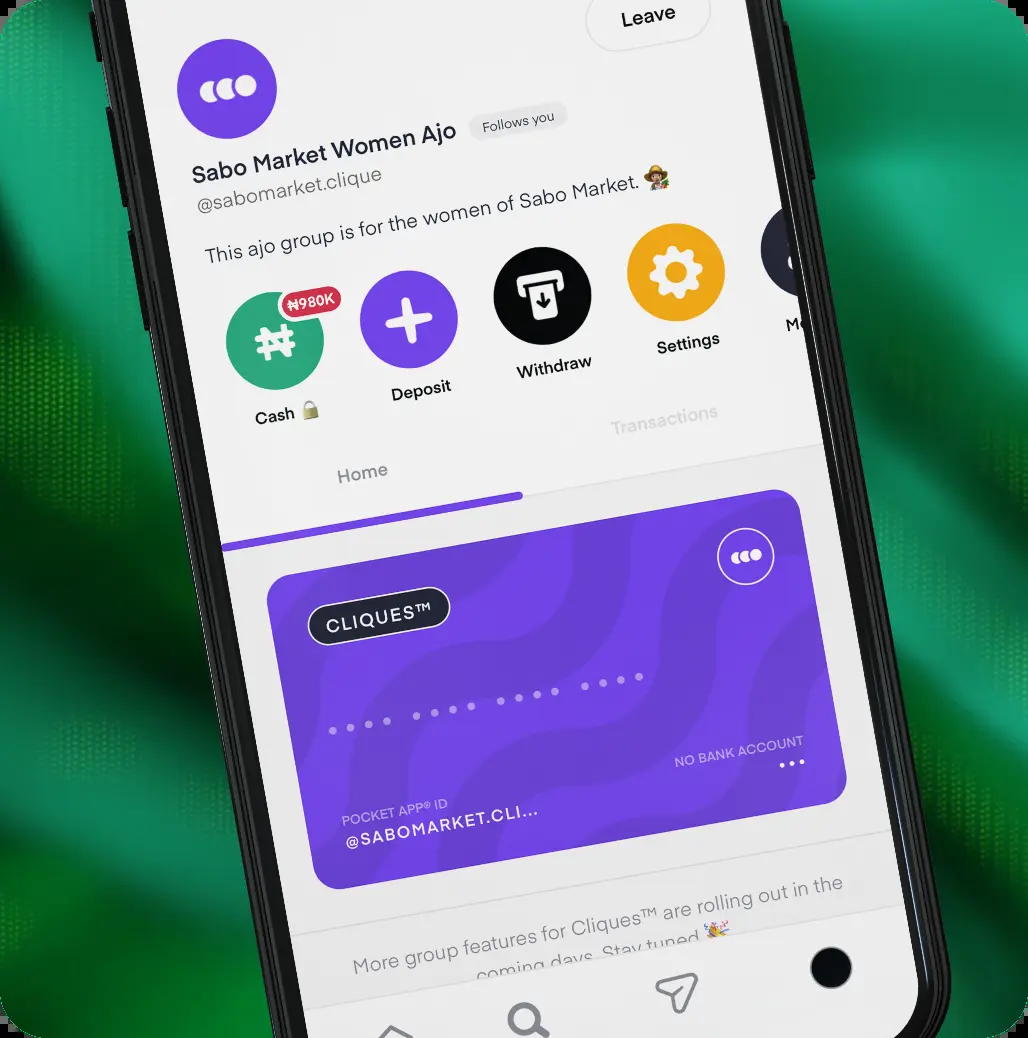 Leave
Sabo Market Women Ajo
Follows you
@sabomarket.clique
This ajo group is for the women of Sabo Market.
₦980K
Cash
Deposit
Withdraw
Settings
Home
Transactions
CLIQUES™
NO BANK ACCOUNT
POCKET APP® ID
@SABOMARKET.CLI...
More group features for Cliques™ are rolling out in the
coming days. Stay tuned